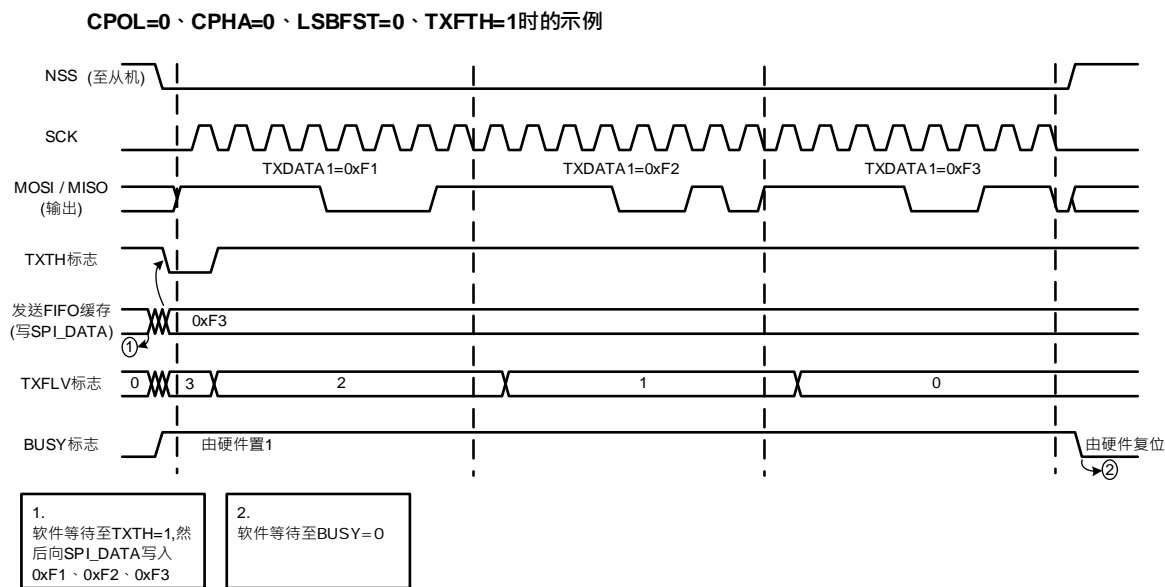 CPOL=0、CPHA=0、LSBFST=0、TXFTH=1时的示例
NSS (至从机)
SCK
TXDATA1=0xF1
TXDATA1=0xF2
TXDATA1=0xF3
MOSI / MISO
(输出)
TXTH标志
发送FIFO缓存
(写SPI_DATA)
0xF3
①
TXFLV标志
0
3
2
1
0
BUSY标志
由硬件置1
由硬件复位
②
1.
软件等待至TXTH=1,然
后向SPI_DATA写入
0xF1、0xF2、0xF3
2.
软件等待至BUSY=0